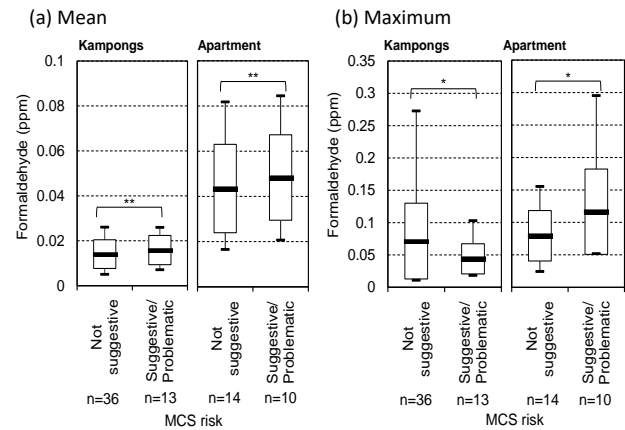 (a) Mean
Kampongs Apartment
Formaldehyde (ppm)
0.1
0.08
0.06
0.04
0.02
0
**
**
Not suggestive
Suggestive/ Problematic
Not suggestive
Suggestive/ Problematic
n=36 n=13 n=14 n=10
MCS risk
(b) Maximum
Kampongs Apartment
Formaldehyde (ppm)
0.35
0.3
0.25
0.2
0.15
0.1
0.05
0
*
*
Not suggestive
Suggestive/ Problematic
Not suggestive
Suggestive/ Problematic
n=36 n=13 n=14 n=10
MCS risk